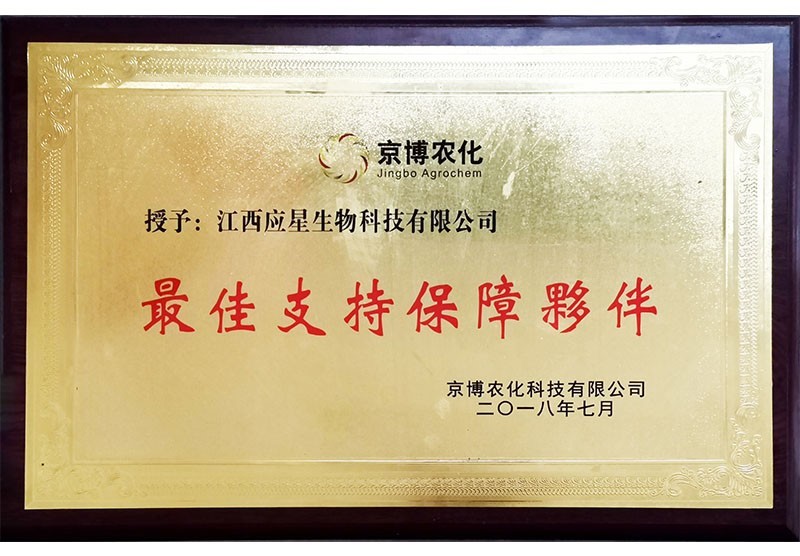 京博农化
Jingbo Agrochem
授予：江西应星生物科技有限公司
最佳支持保障夥伴
京博农化科技有限公司
二〇一八年七月